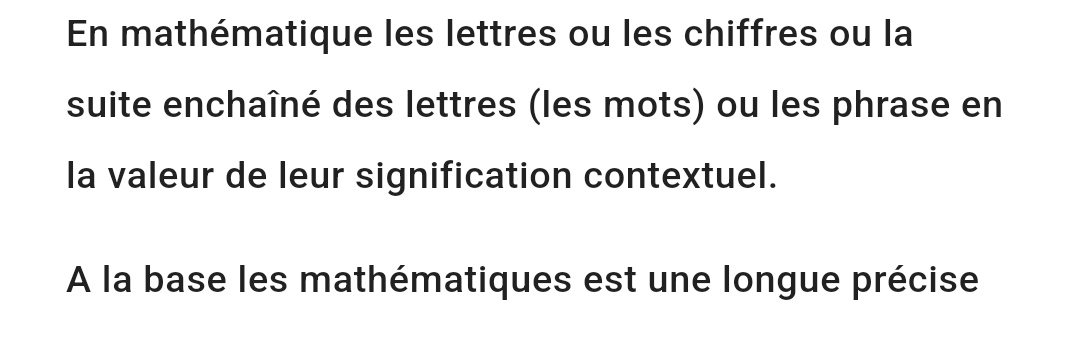 En mathématique les lettres ou les chiffres ou la
suite enchaîné des lettres (les mots) ou les phrase en
la valeur de leur signification contextuel.
A la base les mathématiques est une longue précise